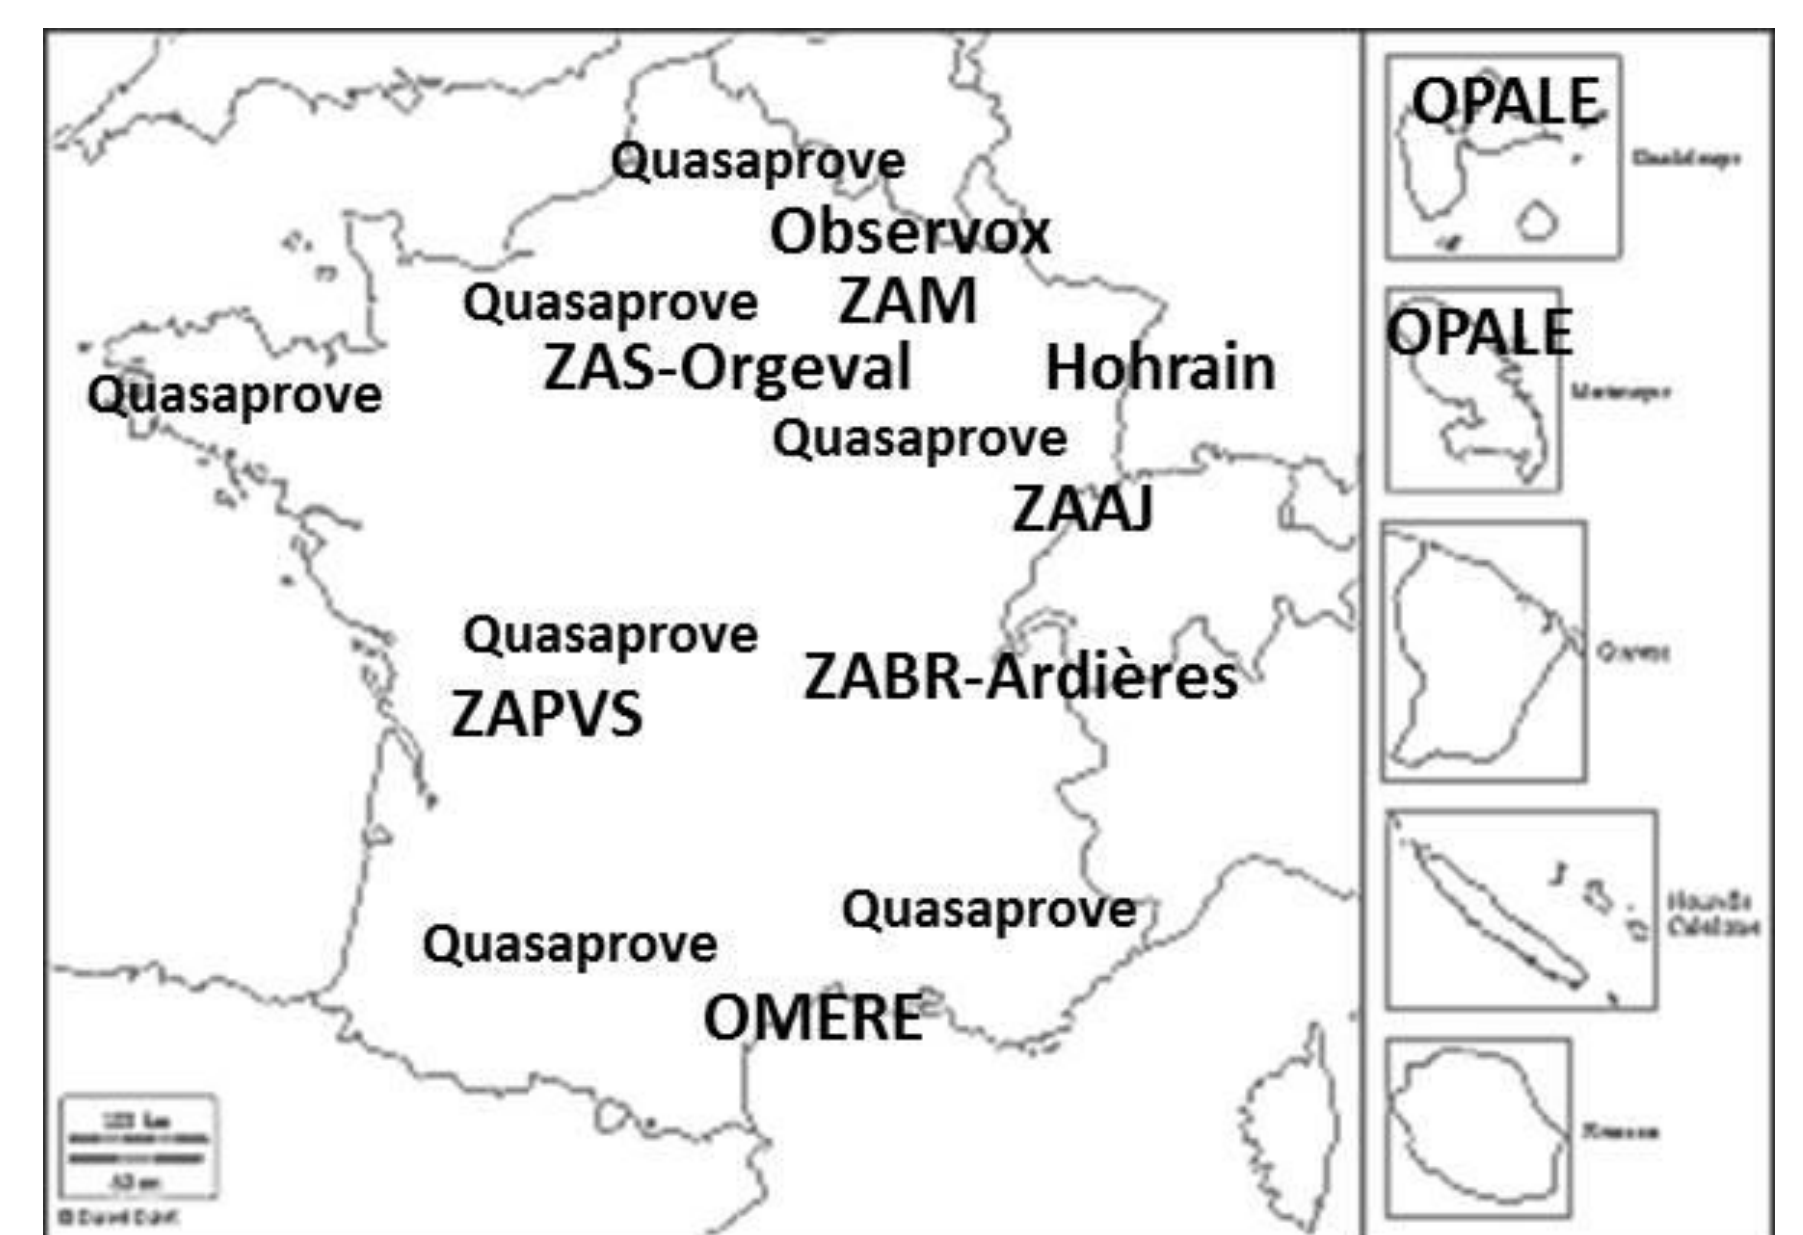 Quasaprove
Observox
Quasaprove
ZAM
ZAS-Orgeval
Hohrain
Quasaprove
Quasaprove
ZAAJ
Quasaprove
ZABR-Ardières
ZAPVS
Quasaprove
Quasaprove
OMERE
OPALE
OPALE